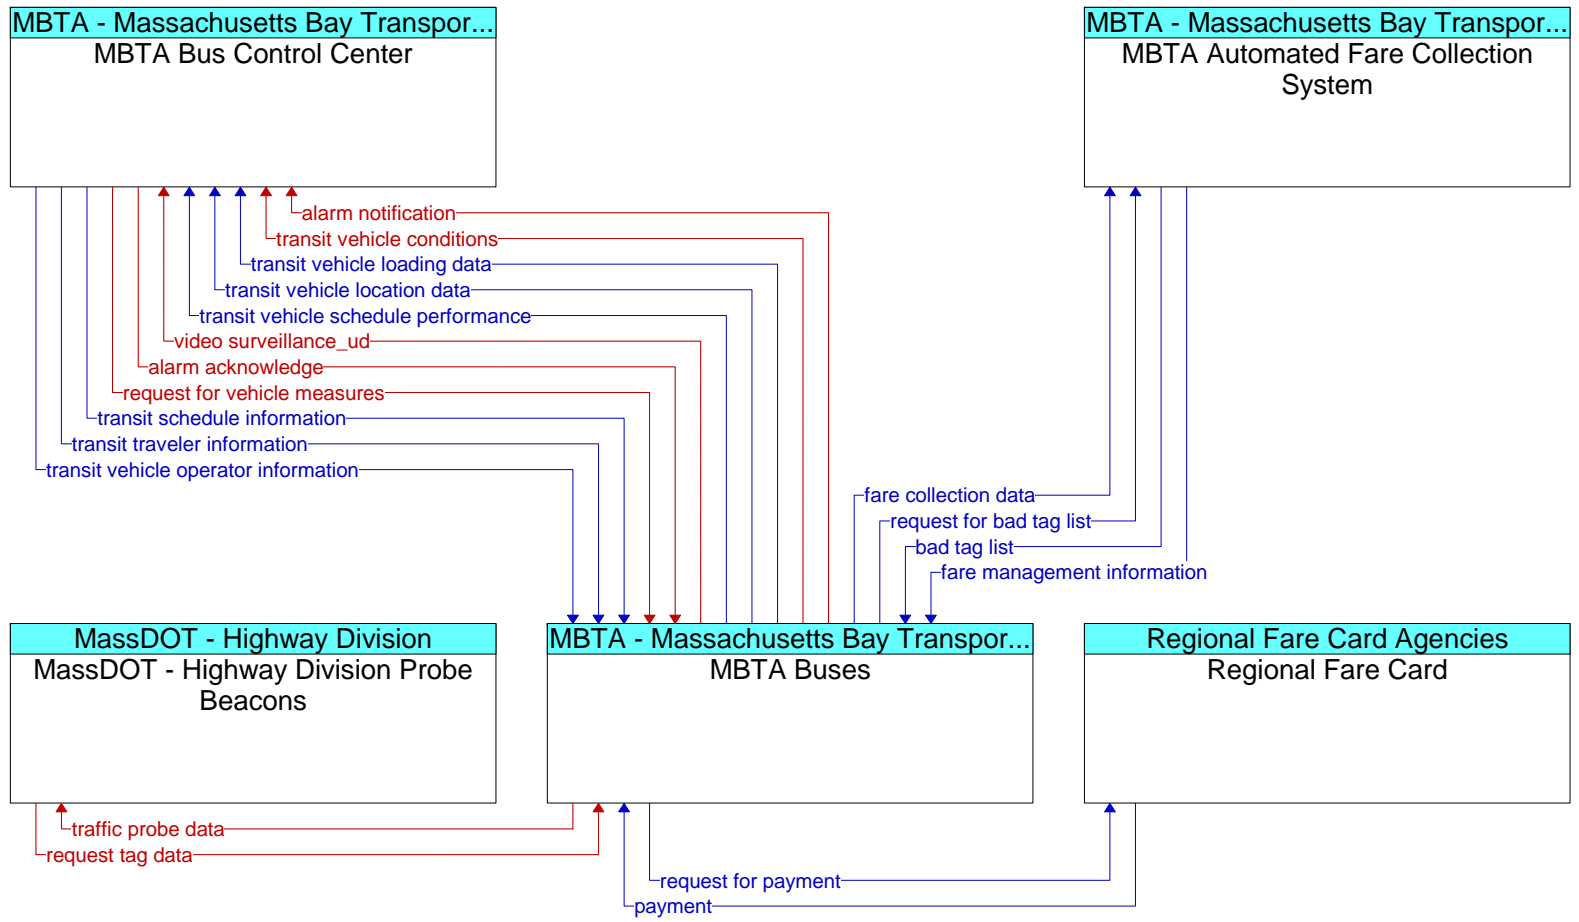 MBTA - Massachusetts Bay Transpor...
MBTA Bus Control Center
MBTA - Massachusetts Bay Transpor...
MBTA Automated Fare Collection
System
alarm notification
transit vehicle conditions
transit vehicle loading data
transit vehicle location data
transit vehicle schedule performance
video surveillance_ud
alarm acknowledge
request for vehicle measures
transit schedule information
transit traveler information
transit vehicle operator information
fare collection data
request for bad tag list
bad tag list
fare management information
MassDOT - Highway Division
MassDOT - Highway Division Probe
Beacons
MBTA - Massachusetts Bay Transpor...
MBTA Buses
Regional Fare Card Agencies
Regional Fare Card
traffic probe data
request tag data
request for payment
payment